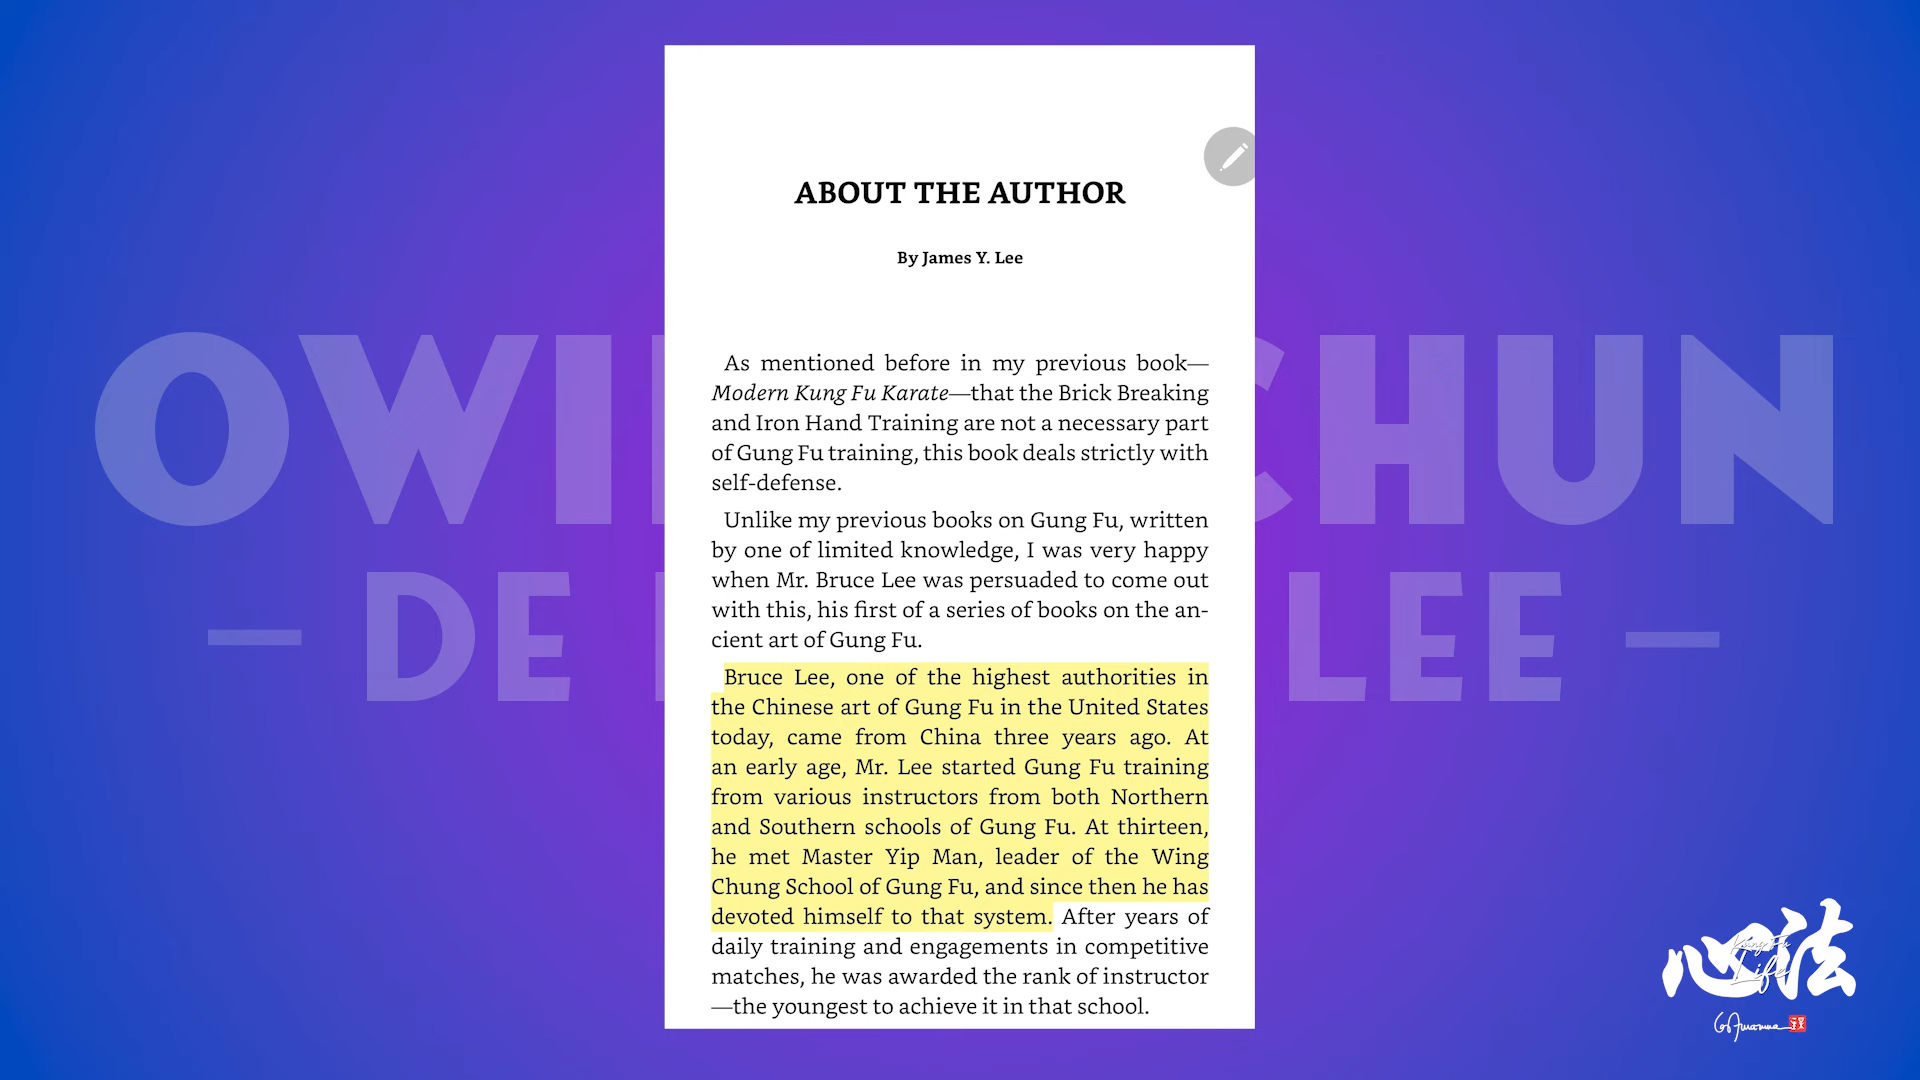 ABOUT THE AUTHOR
By James Y. Lee
As mentioned before in my previous book—
Modern Kung Fu Karate—that the Brick Breaking
and Iron Hand Training are not a necessary part
of Gung Fu training, this book deals strictly with
self-defense.
Unlike my previous books on Gung Fu, written
by one of limited knowledge, I was very happy
when Mr. Bruce Lee was persuaded to come out
with this, his first of a series of books on the an-
cient art of Gung Fu.
Bruce Lee, one of the highest authorities in
the Chinese art of Gung Fu in the United States
today, came from China three years ago. At
an early age, Mr. Lee started Gung Fu training
from various instructors from both Northern
and Southern schools of Gung Fu. At thirteen,
he met Master Yip Man, leader of the Wing
Chung School of Gung Fu, and since then he has
devoted himself to that system. After years of
daily training and engagements in competitive
matches, he was awarded the rank of instructor
—the youngest to achieve it in that school.
O WI CHUN
— DE LEE —
心法
Kung Fu
Life